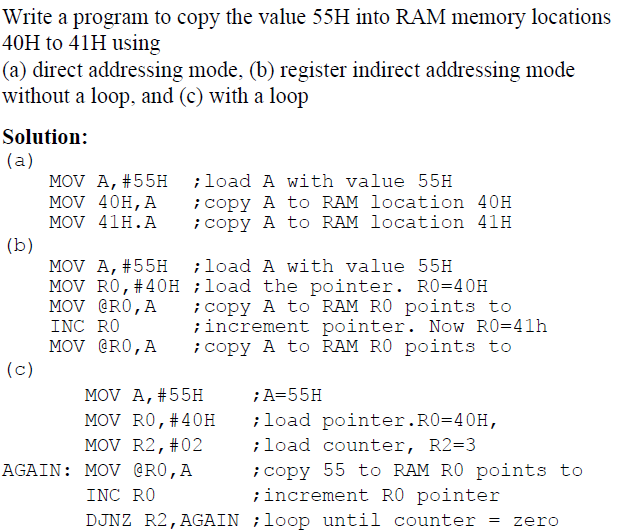 Write a program to copy the value 55H into RAM memory locations
40H to 41H using
(a) direct addressing mode, (b) register indirect addressing mode
without a loop, and (c) with a loop
Solution:
(a)
MOV A,#55H ;load A with value 55H
MOV 40H,A ;copy A to RAM location 40H
MOV 41H.A ;copy A to RAM location 41H
(b)
MOV A,#55H ;load A with value 55H
MOV R0,#40H ;load the pointer. R0=40H
MOV @R0,A ;copy A to RAM R0 points to
INC R0 ;increment pointer. Now R0=41h
MOV @R0,A ;copy A to RAM R0 points to
(c)
MOV A,#55H ;A=55H
MOV R0,#40H ;load pointer.R0=40H,
MOV R2,#02 ;load counter, R2=3
AGAIN: MOV @R0,A ;copy 55 to RAM R0 points to
INC R0 ;increment R0 pointer
DJNZ R2,AGAIN ;loop until counter = zero